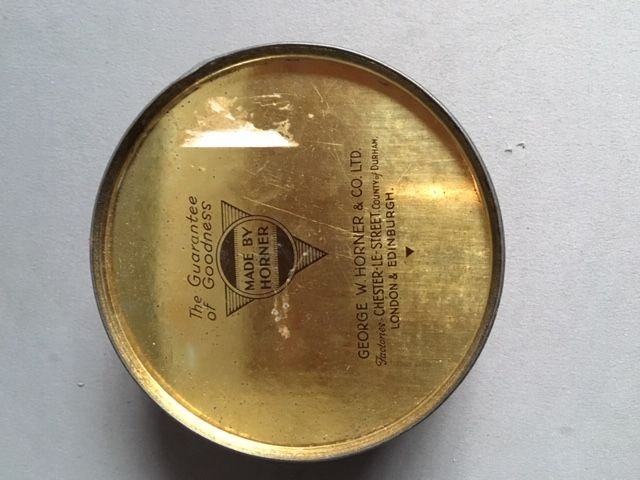 The Guarantee
of Goodness
MADE BY
HORNER
GEORGE W. HORNER & CO. LTD.
Factories· CHESTER-LE-STREET, COUNTY of DURHAM,
LONDON & EDINBURGH.